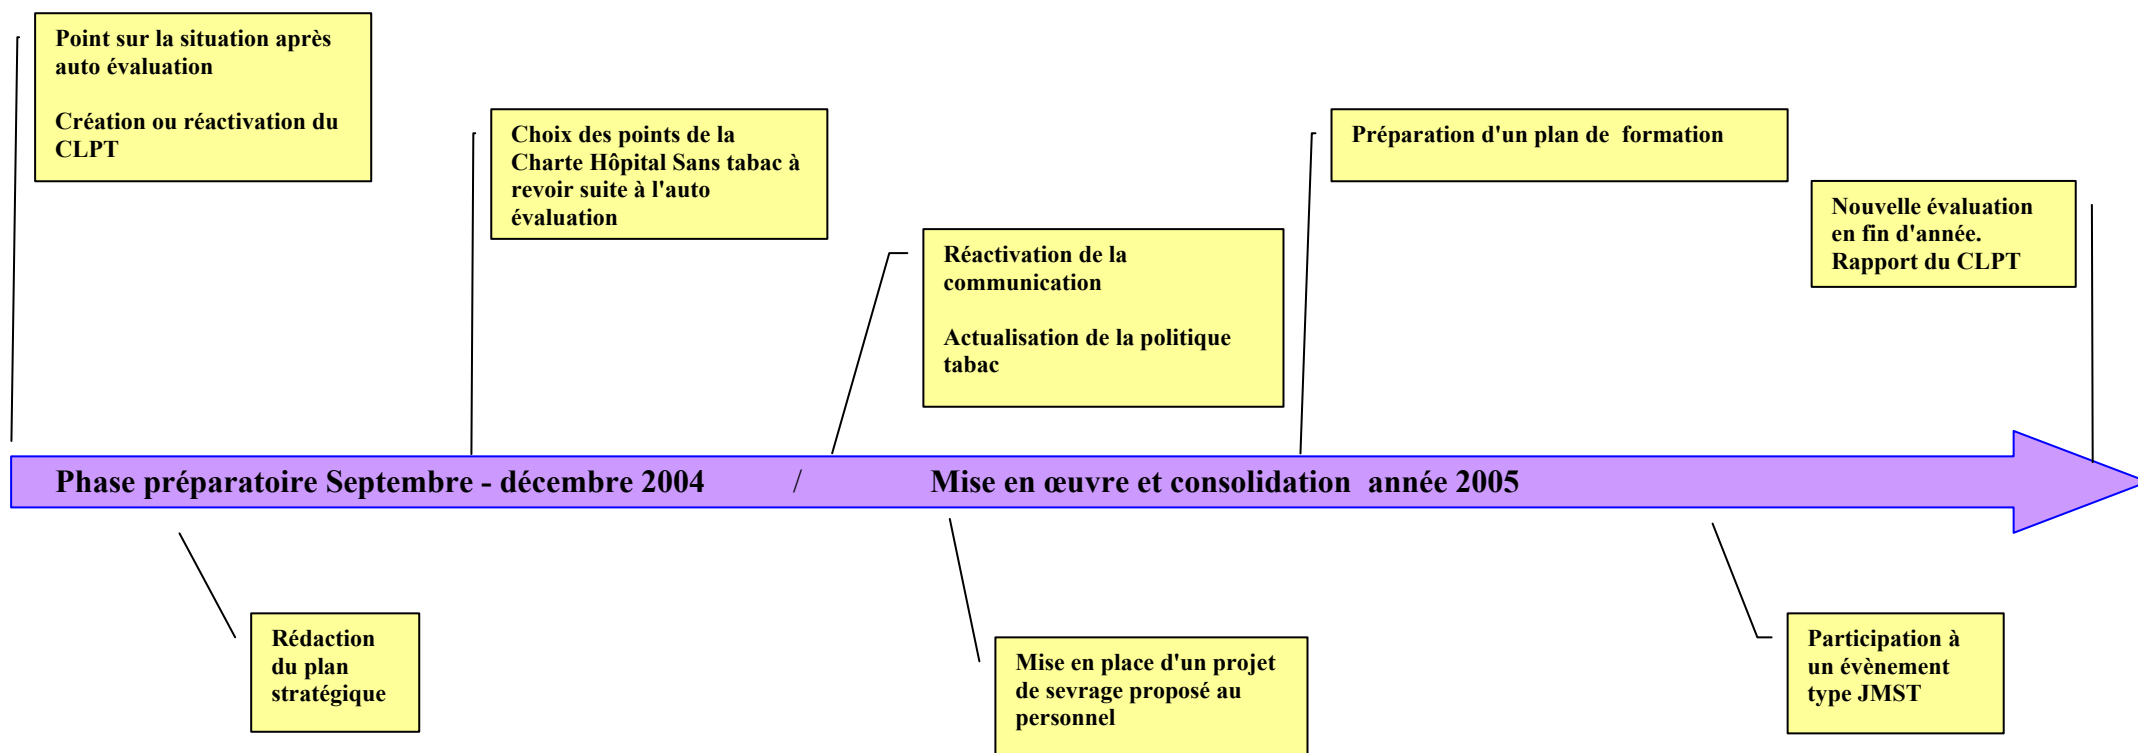 Point sur la situation après
auto évaluation
Création ou réactivation du
CLPT
Choix des points de la
Charte Hôpital Sans tabac à
revoir suite à l'auto
évaluation
Réactivation de la
communication
Actualisation de la politique
tabac
Préparation d'un plan de  formation
Nouvelle évaluation
en fin d'année.
Rapport du CLPT
Phase préparatoire Septembre - décembre 2004 / Mise en œuvre et consolidation  année 2005
Rédaction
du plan
stratégique
Mise en place d'un projet
de sevrage proposé au
personnel
Participation à
un évènement
type JMST